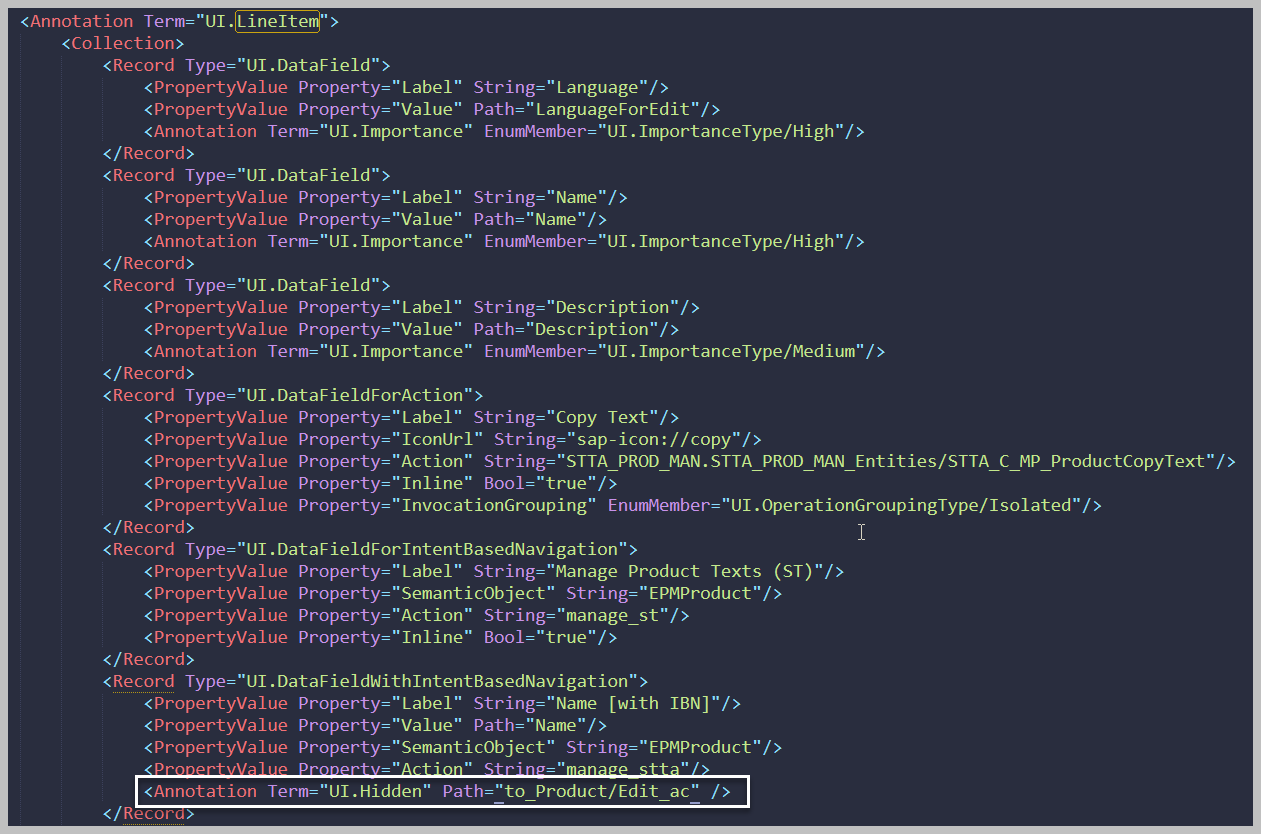 <Annotation Term="UI.LineItem">
<Collection>
<Record Type="UI.DataField">
<PropertyValue Property="Label" String="Language"/>
<PropertyValue Property="Value" Path="LanguageForEdit"/>
<Annotation Term="UI.Importance" EnumMember="UI.ImportanceType/High"/>
</Record>
<Record Type="UI.DataField">
<PropertyValue Property="Label" String="Name"/>
<PropertyValue Property="Value" Path="Name"/>
<Annotation Term="UI.Importance" EnumMember="UI.ImportanceType/High"/>
</Record>
<Record Type="UI.DataField">
<PropertyValue Property="Label" String="Description"/>
<PropertyValue Property="Value" Path="Description"/>
<Annotation Term="UI.Importance" EnumMember="UI.ImportanceType/Medium"/>
</Record>
<Record Type="UI.DataFieldForAction">
<PropertyValue Property="Label" String="Copy Text"/>
<PropertyValue Property="IconUrl" String="sap-icon://copy"/>
<PropertyValue Property="Action" String="STTA_PROD_MAN.STTA_PROD_MAN_Entities/STTA_C_MP_ProductCopyText"/>
<PropertyValue Property="Inline" Bool="true"/>
<PropertyValue Property="InvocationGrouping" EnumMember="UI.OperationGroupingType/Isolated"/>
</Record>
<Record Type="UI.DataFieldForIntentBasedNavigation">
<PropertyValue Property="Label" String="Manage Product Texts (ST)"/>
<PropertyValue Property="SemanticObject" String="EPMProduct"/>
<PropertyValue Property="Action" String="manage_st"/>
<PropertyValue Property="Inline" Bool="true"/>
</Record>
<Record Type="UI.DataFieldWithIntentBasedNavigation">
<PropertyValue Property="Label" String="Name [with IBN]"/>
<PropertyValue Property="Value" Path="Name"/>
<PropertyValue Property="SemanticObject" String="EPMProduct"/>
<PropertyValue Property="Action" String="manage_stta"/>
<Annotation Term="UI.Hidden" Path="to_Product/Edit_ac" />
</Record>